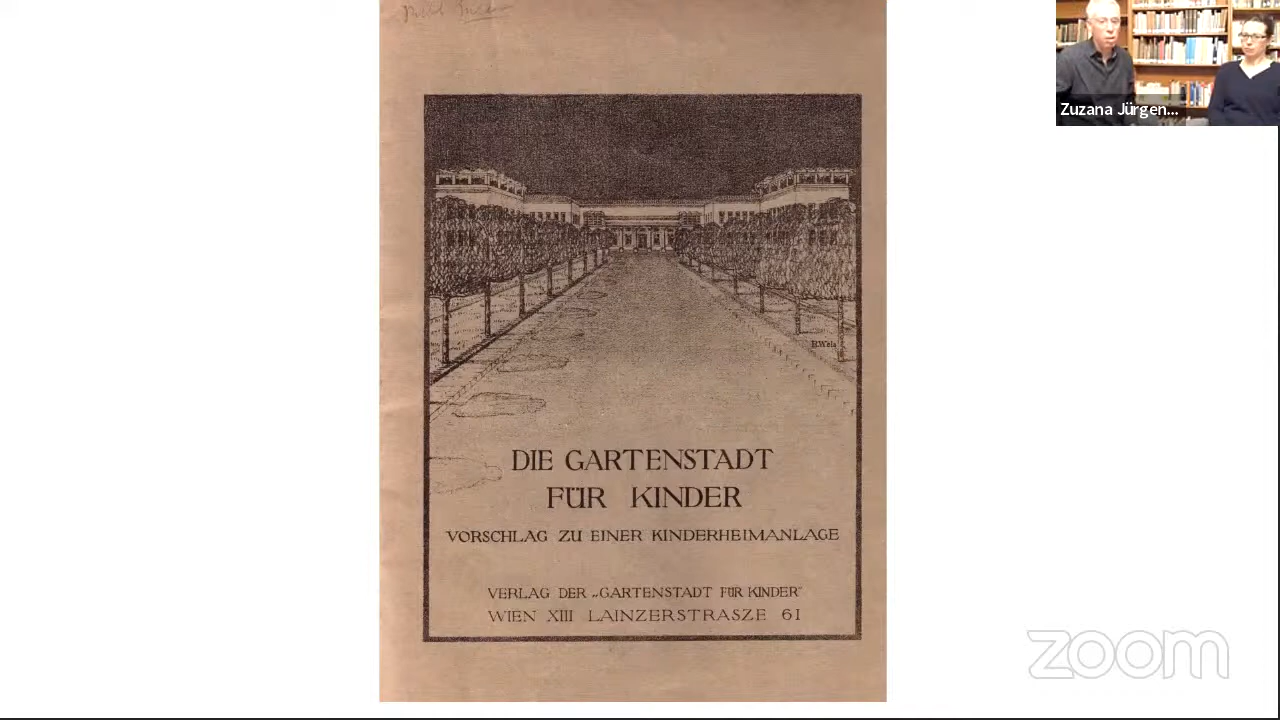 Zuzana Jürgen...
B.Weis
DIE GARTENSTADT
FÜR KINDER
VORSCHLAG ZU EINER KINDERHEIMANLAGE
VERLAG DER „GARTENSTADT FÜR KINDER"
WIEN XIII LAINZERSTRASZE 61
zoom